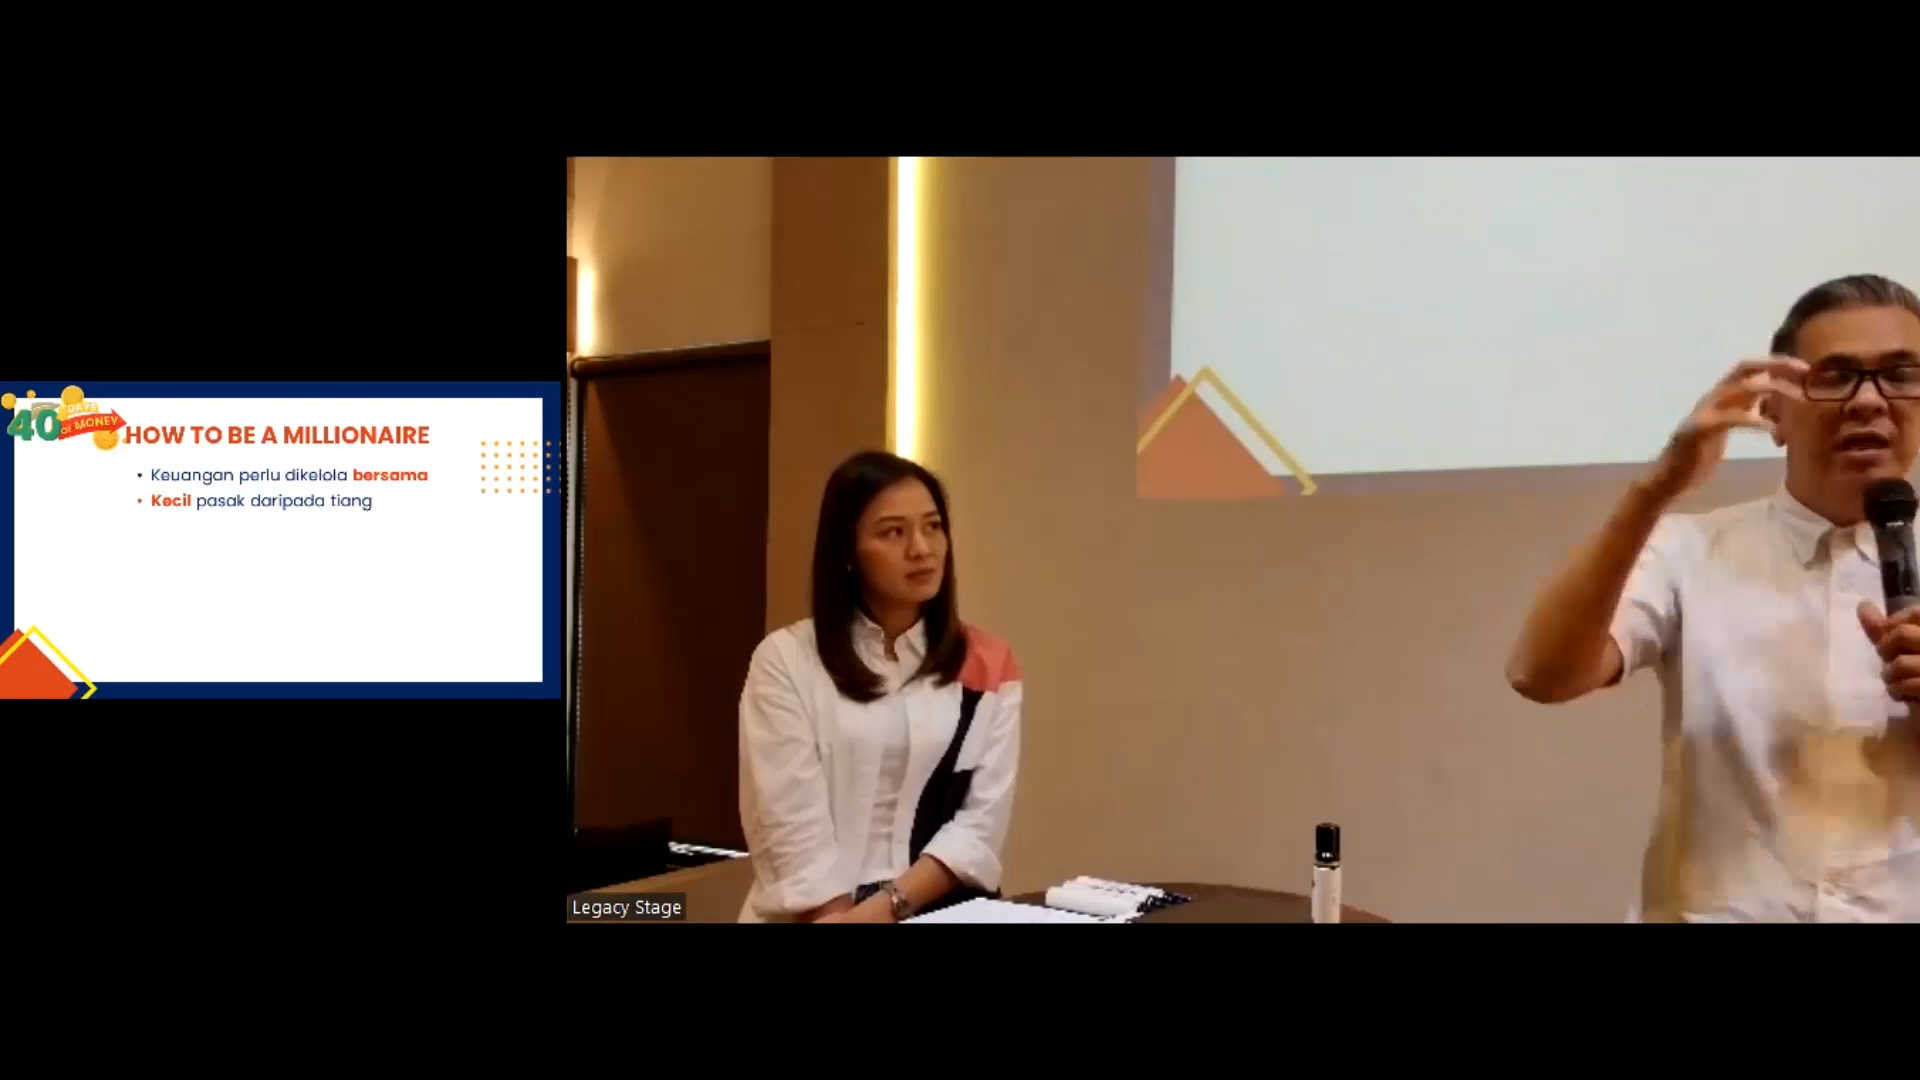 40 DAYS
OF MONEY
HOW TO BE A MILLIONAIRE
• Keuangan perlu dikelola bersama
• Kecil pasak daripada tiang
Legacy Stage